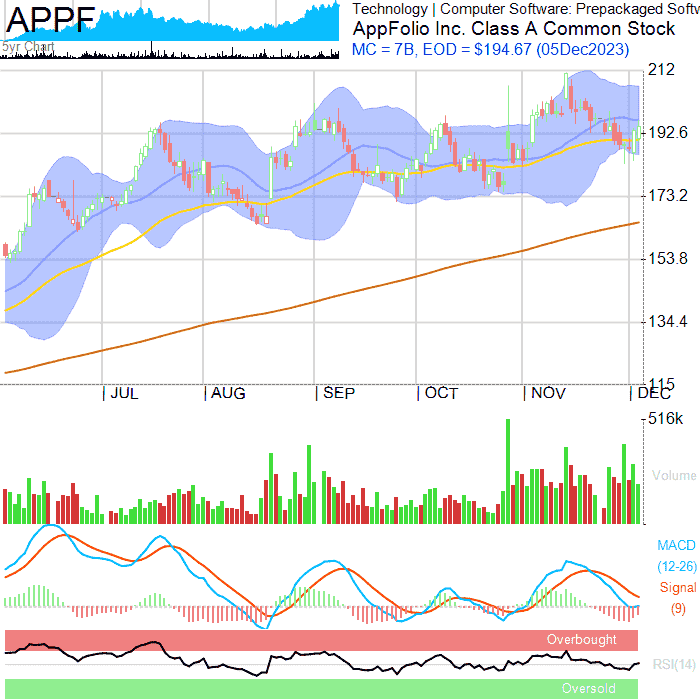 APPF
5yr Chart
Technology | Computer Software: Prepackaged Softw
AppFolio Inc. Class A Common Stock
MC = 7B, EOD = $194.67 (05Dec2023)
212
192.6
173.2
153.8
134.4
115
JUL AUG SEP OCT NOV DEC
516k
Volume
MACD
(12-26)
Signal
(9)
Overbought
RSI(14)
Oversold